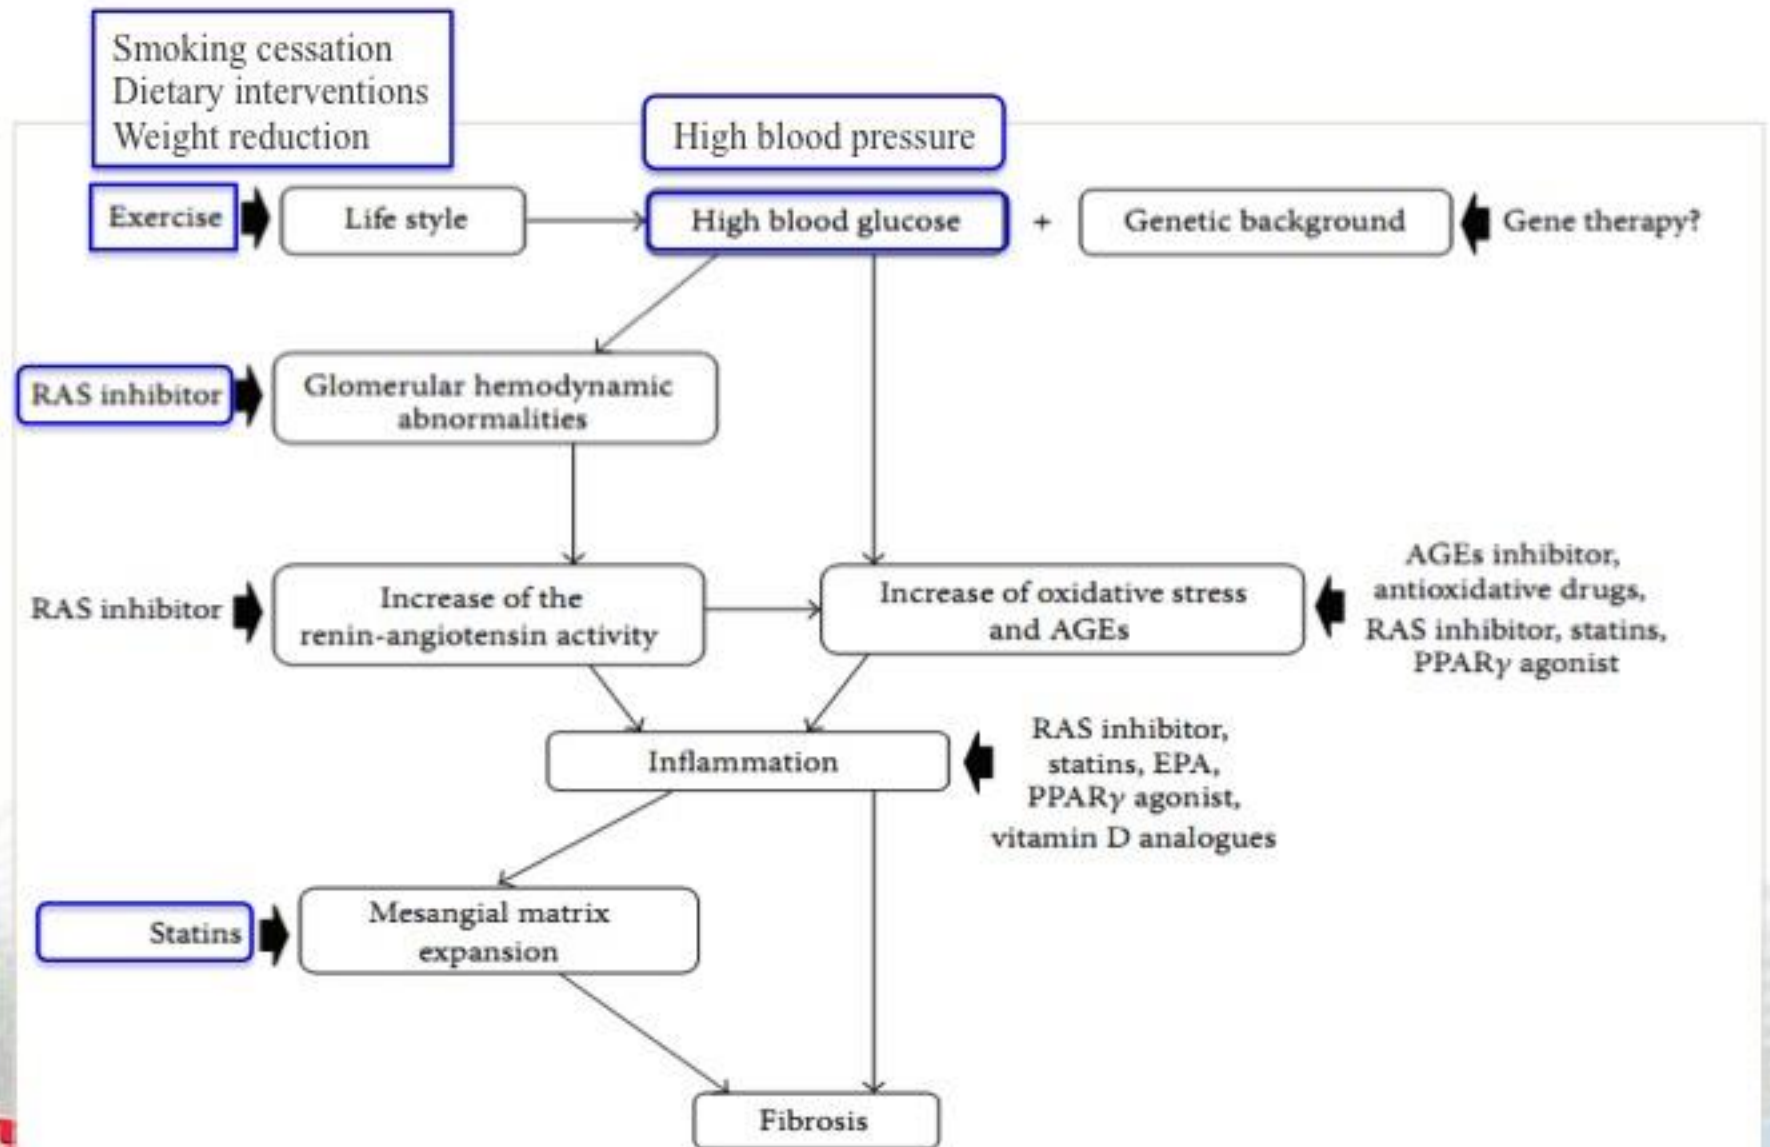 Smoking cessation
Dietary interventions
Weight reduction
High blood pressure
Exercise
Life style
High blood glucose
+
Genetic background
Gene therapy?
RAS inhibitor
Glomerular hemodynamic
abnormalities
RAS inhibitor
Increase of the
renin-angiotensin activity
Increase of oxidative stress
and AGEs
AGEs inhibitor,
antioxidative drugs,
RAS inhibitor, statins,
PPARγ agonist
Inflammation
RAS inhibitor,
statins, EPA,
PPARγ agonist,
vitamin D analogues
Statins
Mesangial matrix
expansion
Fibrosis